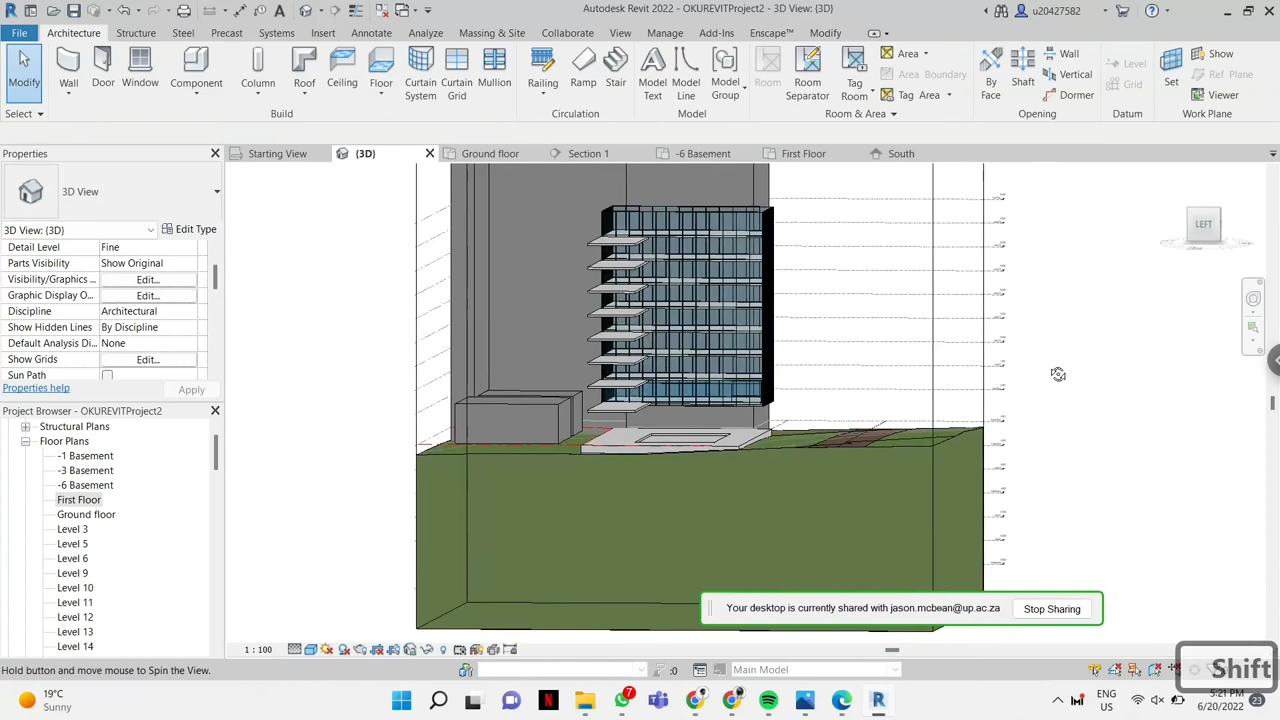 Autodesk Revit 2022 - OKUREVITProject2 - 3D View: {3D}
u20427582
File Architecture Structure Steel Precast Systems Insert Annotate Analyze Massing & Site Collaborate View Manage Add-Ins Enscape™ Modify
Modify Wall Door Window Component Column Roof Ceiling Floor Curtain System Curtain Grid Mullion Railing Ramp Stair Model Text Model Line Model Group Room Room Separator Tag Room Area Area Boundary Tag Area By Face Shaft Wall Vertical Dormer Level Grid Set Show Ref Plane Viewer
Select Build Circulation Model Room & Area Opening Datum Work Plane
Properties
Starting View {3D} Ground floor Section 1 -6 Basement First Floor South
3D View
3D View: {3D} Edit Type
Detail Level Fine
Parts Visibility Show Original
Visibility/Graphics Edit...
Graphic Display O... Edit...
Discipline Architectural
Show Hidden Lines By Discipline
Default Analysis Di... None
Show Grids Edit...
Sun Path
Properties help Apply
LEFT
Project Browser - OKUREVITProject2
Structural Plans
Floor Plans
-1 Basement
-3 Basement
-6 Basement
First Floor
Ground floor
Level 3
Level 5
Level 6
Level 9
Level 10
Level 11
Level 12
Level 13
Level 14
Your desktop is currently shared with jason.mcbean@up.ac.za Stop Sharing
1 : 100
Hold button and move mouse to Spin the View.
:0 Main Model
Shift
19°C
Sunny
7
ENG
US
5:21 PM
6/20/2022
23